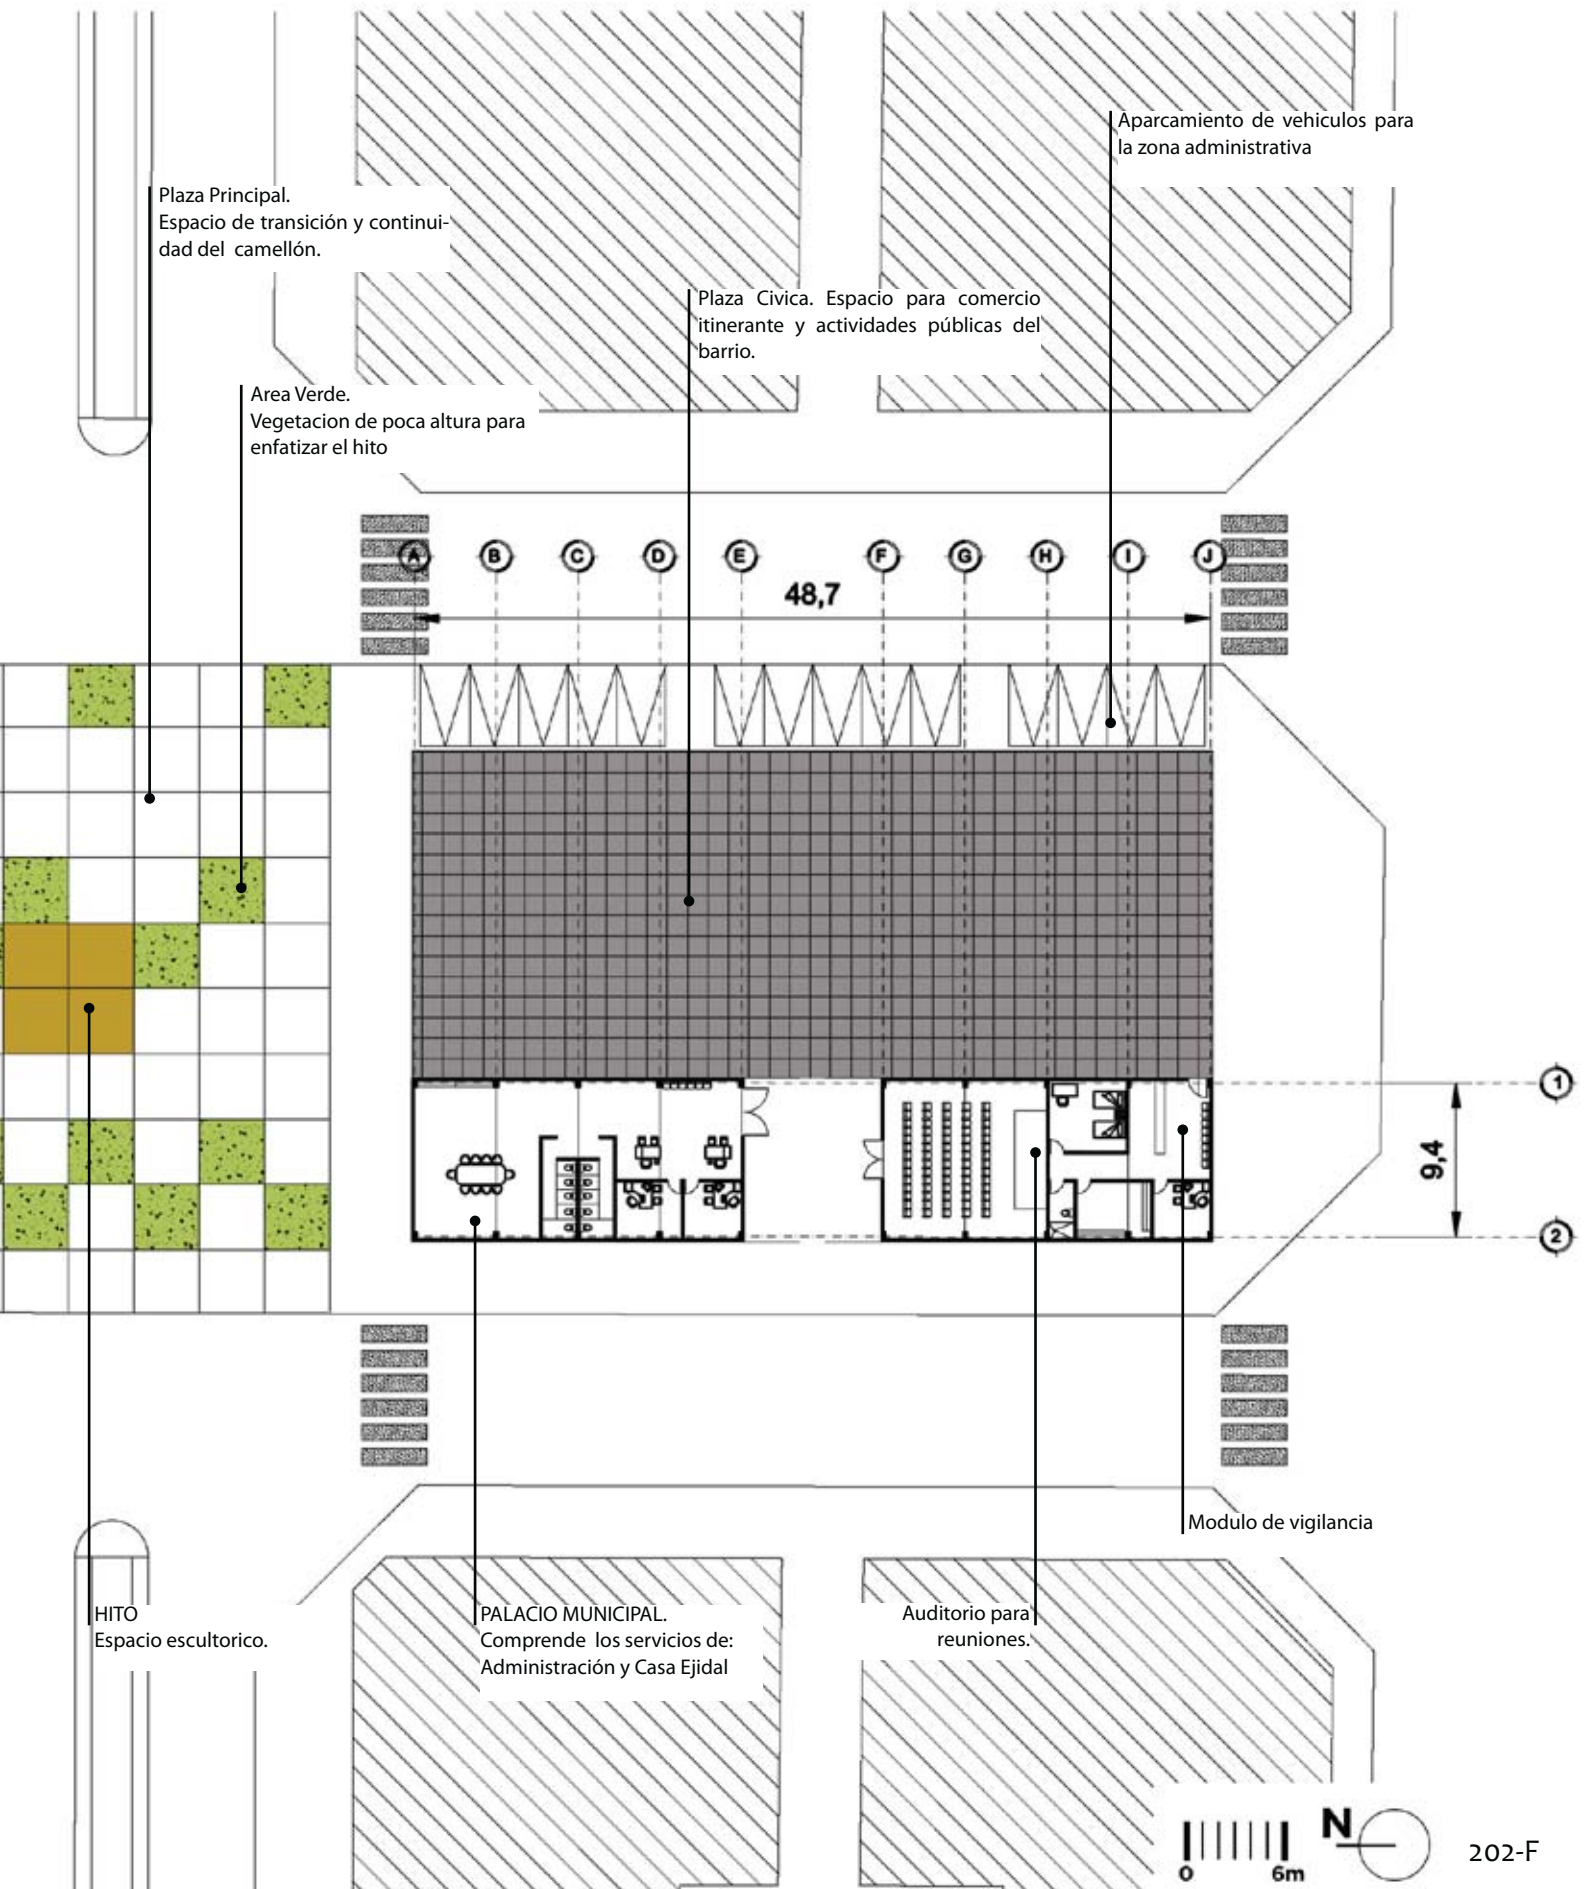 Aparcamiento de vehiculos para
la zona administrativa
Plaza Principal.
Espacio de transición y continui-
dad del camellón.
Plaza Civica. Espacio para comercio
itinerante y actividades públicas del
barrio.
Area Verde.
Vegetacion de poca altura para
enfatizar el hito
A B C D E F G H I J
48,7
1
9,4
2
Modulo de vigilancia
HITO
Espacio escultorico.
PALACIO MUNICIPAL.
Comprende los servicios de:
Administración y Casa Ejidal
Auditorio para
reuniones.
N
0 6m
202-F